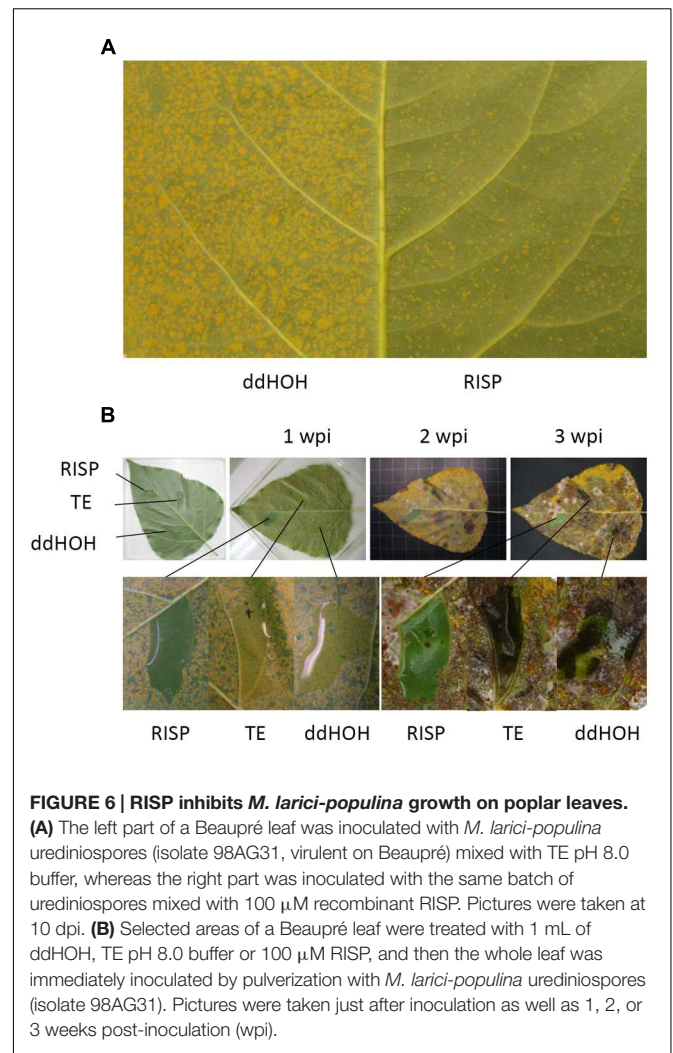 A
ddHOH RISP
B
1 wpi 2 wpi 3 wpi
RISP
TE
ddHOH
RISP TE ddHOH RISP TE ddHOH
FIGURE 6 | RISP inhibits M. larici-populina growth on poplar leaves.
(A) The left part of a Beaupré leaf was inoculated with M. larici-populina
urediniospores (isolate 98AG31, virulent on Beaupré) mixed with TE pH 8.0
buffer, whereas the right part was inoculated with the same batch of
urediniospores mixed with 100 μM recombinant RISP. Pictures were taken at
10 dpi. (B) Selected areas of a Beaupré leaf were treated with 1 mL of
ddHOH, TE pH 8.0 buffer or 100 μM RISP, and then the whole leaf was
immediately inoculated by pulverization with M. larici-populina urediniospores
(isolate 98AG31). Pictures were taken just after inoculation as well as 1, 2, or
3 weeks post-inoculation (wpi).